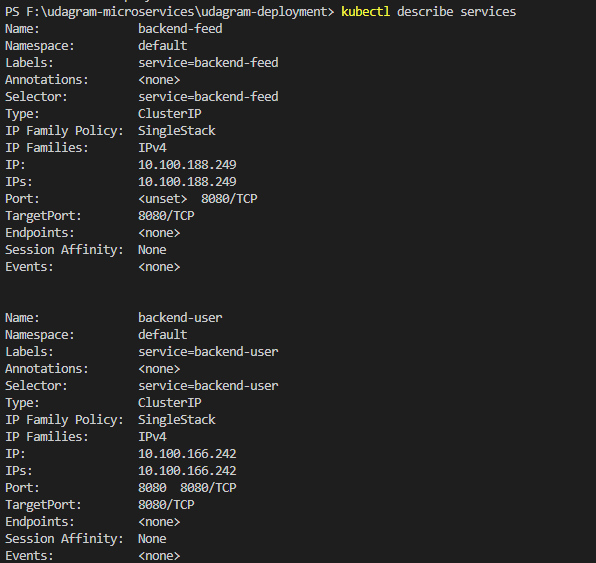 PS F:\udagram-microservices\udagram-deployment> kubectl describe services
Name:              backend-feed
Namespace:         default
Labels:            service=backend-feed
Annotations:       <none>
Selector:          service=backend-feed
Type:              ClusterIP
IP Family Policy:  SingleStack
IP Families:       IPv4
IP:                10.100.188.249
IPs:               10.100.188.249
Port:              <unset>  8080/TCP
TargetPort:        8080/TCP
Endpoints:         <none>
Session Affinity:  None
Events:            <none>
Name:              backend-user
Namespace:         default
Labels:            service=backend-user
Annotations:       <none>
Selector:          service=backend-user
Type:              ClusterIP
IP Family Policy:  SingleStack
IP Families:       IPv4
IP:                10.100.166.242
IPs:               10.100.166.242
Port:              8080  8080/TCP
TargetPort:        8080/TCP
Endpoints:         <none>
Session Affinity:  None
Events:            <none>